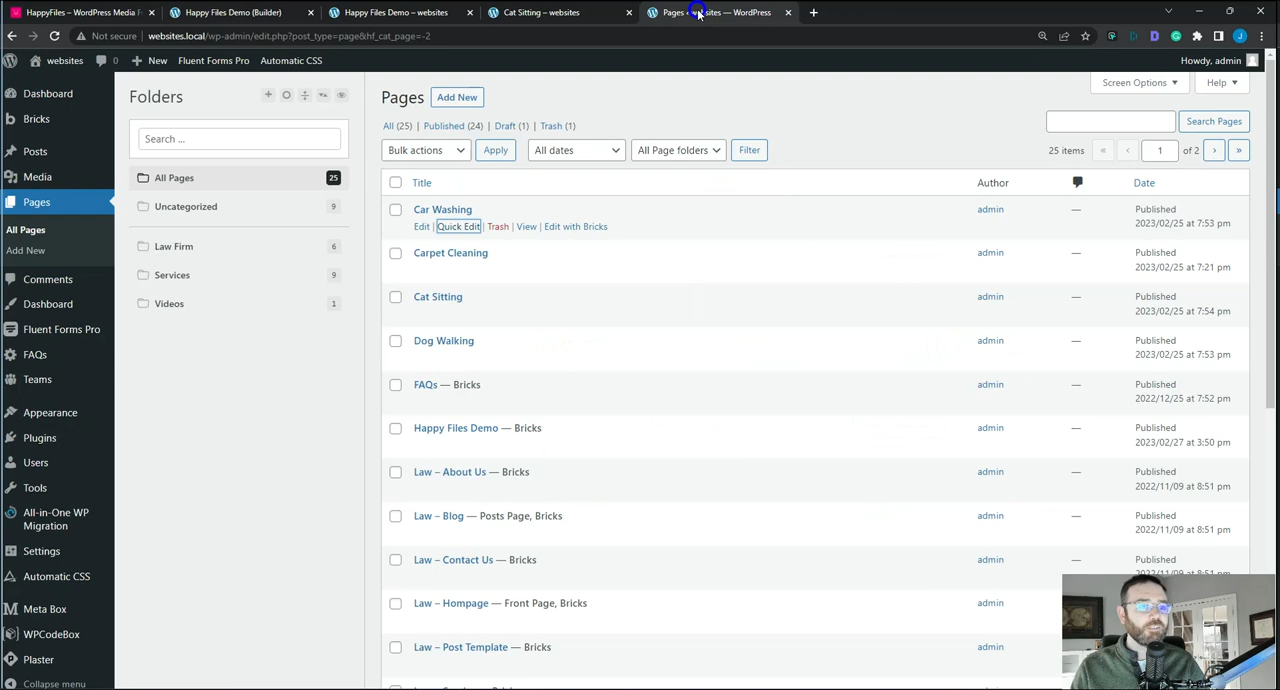 HappyFiles – WordPress Media F
Happy Files Demo (Builder)
Happy Files Demo – websites
Cat Sitting – websites
Pages ‹ websites — WordPress
Not secure
websites.local/wp-admin/edit.php?post_type=page&hf_cat_page=-2
websites
0
New
Fluent Forms Pro
Automatic CSS
Howdy, admin
Dashboard
Bricks
Posts
Media
Pages
All Pages
Add New
Comments
Dashboard
Fluent Forms Pro
FAQs
Teams
Appearance
Plugins
Users
Tools
All-in-One WP
Migration
Settings
Automatic CSS
Meta Box
WPCodeBox
Plaster
Collapse menu
Folders
Search ...
All Pages 25
Uncategorized 9
Law Firm 6
Services 9
Videos 1
Screen Options
Help
Pages
Add New
All (25) | Published (24) | Draft (1) | Trash (1)
Search Pages
Bulk actions
Apply
All dates
All Page folders
Filter
25 items « ‹ 1 of 2 › »
Title Author Date
Car Washing admin — Published
Edit | Quick Edit | Trash | View | Edit with Bricks 2023/02/25 at 7:53 pm
Carpet Cleaning admin — Published
2023/02/25 at 7:21 pm
Cat Sitting admin — Published
2023/02/25 at 7:54 pm
Dog Walking admin — Published
2023/02/25 at 7:53 pm
FAQs — Bricks admin — Published
2022/12/25 at 7:52 pm
Happy Files Demo — Bricks admin — Published
2023/02/27 at 3:50 pm
Law – About Us — Bricks admin — Published
2022/11/09 at 8:51 pm
Law – Blog — Posts Page, Bricks admin — Published
2022/11/09 at 8:51 pm
Law – Contact Us — Bricks admin — Published
2022/11/09 at 8:51 pm
Law – Hompage — Front Page, Bricks admin
Law – Post Template — Bricks admin